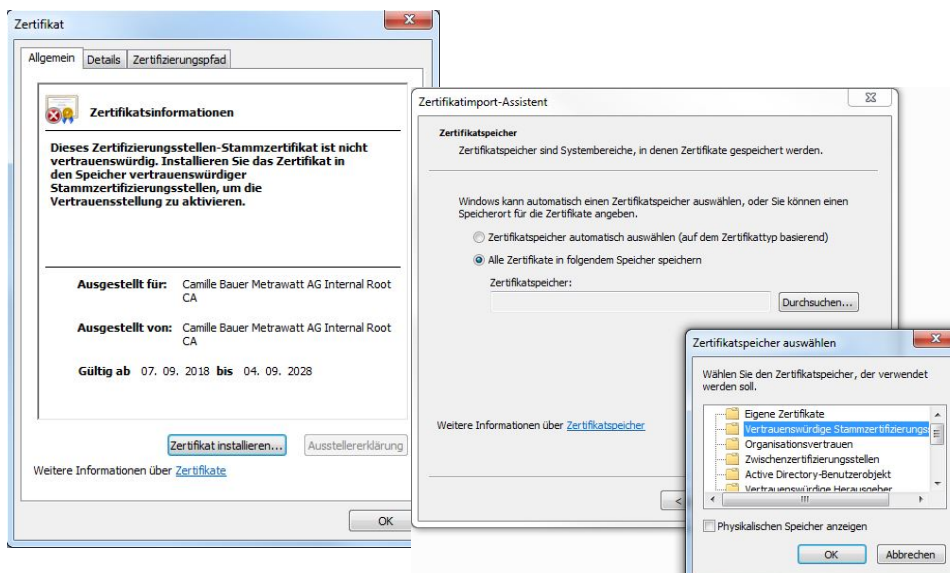 Zertifikat
Allgemein
Details
Zertifizierungspfad
Zertifikatsinformationen
Dieses Zertifizierungsstellen-Stammzertifikat ist nicht
vertrauenswürdig. Installieren Sie das Zertifikat in
den Speicher vertrauenswürdiger
Stammzertifizierungsstellen, um die
Vertrauensstellung zu aktivieren.
Ausgestellt für: Camille Bauer Metrawatt AG Internal Root
CA
Ausgestellt von: Camille Bauer Metrawatt AG Internal Root
CA
Gültig ab 07. 09. 2018 bis 04. 09. 2028
Zertifikat installieren...
Ausstellererklärung
Weitere Informationen über Zertifikate
OK
Zertifikatimport-Assistent
Zertifikatspeicher
Zertifikatspeicher sind Systembereiche, in denen Zertifikate gespeichert werden.
Windows kann automatisch einen Zertifikatspeicher auswählen, oder Sie können einen
Speicherort für die Zertifikate angeben.
Zertifikatspeicher automatisch auswählen (auf dem Zertifikattyp basierend)
Alle Zertifikate in folgendem Speicher speichern
Zertifikatspeicher:
Durchsuchen...
Weitere Informationen über Zertifikatspeicher
<
Zertifikatspeicher auswählen
Wählen Sie den Zertifikatspeicher, der verwendet
werden soll.
Eigene Zertifikate
Vertrauenswürdige Stammzertifizierungs
Organisationsvertrauen
Zwischenzertifizierungsstellen
Active Directory-Benutzerobjekt
Vertrauenswürdige Herausgeber
Physikalischen Speicher anzeigen
OK
Abbrechen